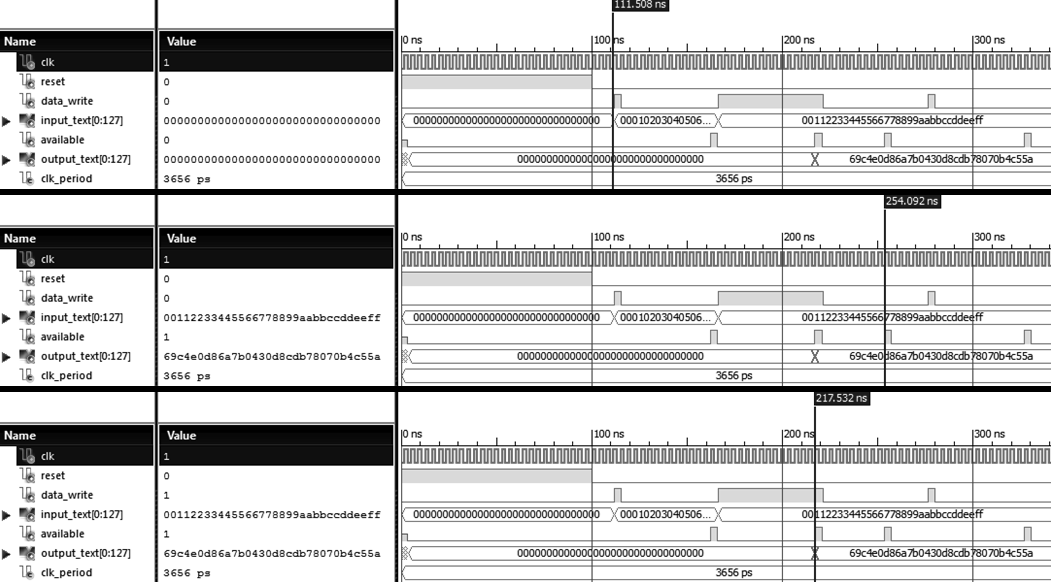 111.508 ns
Name Value 0 ns 100 ns 200 ns 300 ns
clk 1
reset 0
data_write 0
input_text[0:127] 00000000000000000000000000000000 00000000000000000000000000000000 00010203040506... 00112233445566778899aabbccddeeff
available 0
output_text[0:127] 00000000000000000000000000000000 00000000000000000000000000000000 69c4e0d86a7b0430d8cdb78070b4c55a
clk_period 3656 ps 3656 ps
254.092 ns
Name Value 0 ns 100 ns 200 ns 300 ns
clk 1
reset 0
data_write 0
input_text[0:127] 00112233445566778899aabbccddeeff 00000000000000000000000000000000 00010203040506... 00112233445566778899aabbccddeeff
available 1
output_text[0:127] 69c4e0d86a7b0430d8cdb78070b4c55a 00000000000000000000000000000000 69c4e0d86a7b0430d8cdb78070b4c55a
clk_period 3656 ps 3656 ps
217.532 ns
Name Value 0 ns 100 ns 200 ns 300 ns
clk 1
reset 0
data_write 1
input_text[0:127] 00112233445566778899aabbccddeeff 00000000000000000000000000000000 00010203040506... 00112233445566778899aabbccddeeff
available 1
output_text[0:127] 69c4e0d86a7b0430d8cdb78070b4c55a 00000000000000000000000000000000 69c4e0d86a7b0430d8cdb78070b4c55a
clk_period 3656 ps 3656 ps